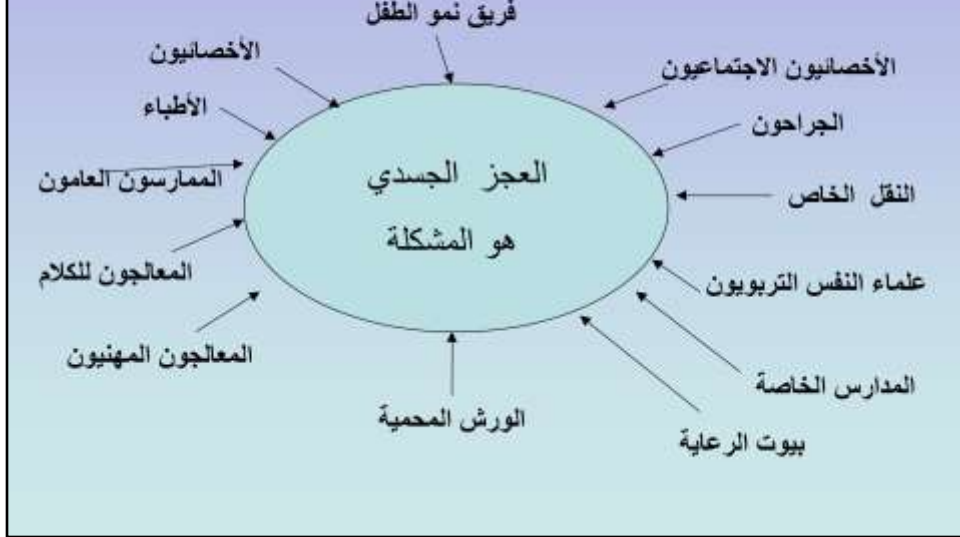 فريق نمو الطفل
الأخصائيون الاجتماعيون
الأخصائيون
الجراحون
الأطباء
العجز الجسدي
هو المشكلة
الممارسون العامون
النقل الخاص
المعالجون للكلام
علماء النفس التربويون
المعالجون المهنيون
المدارس الخاصة
الورش المحمية
بيوت الرعاية